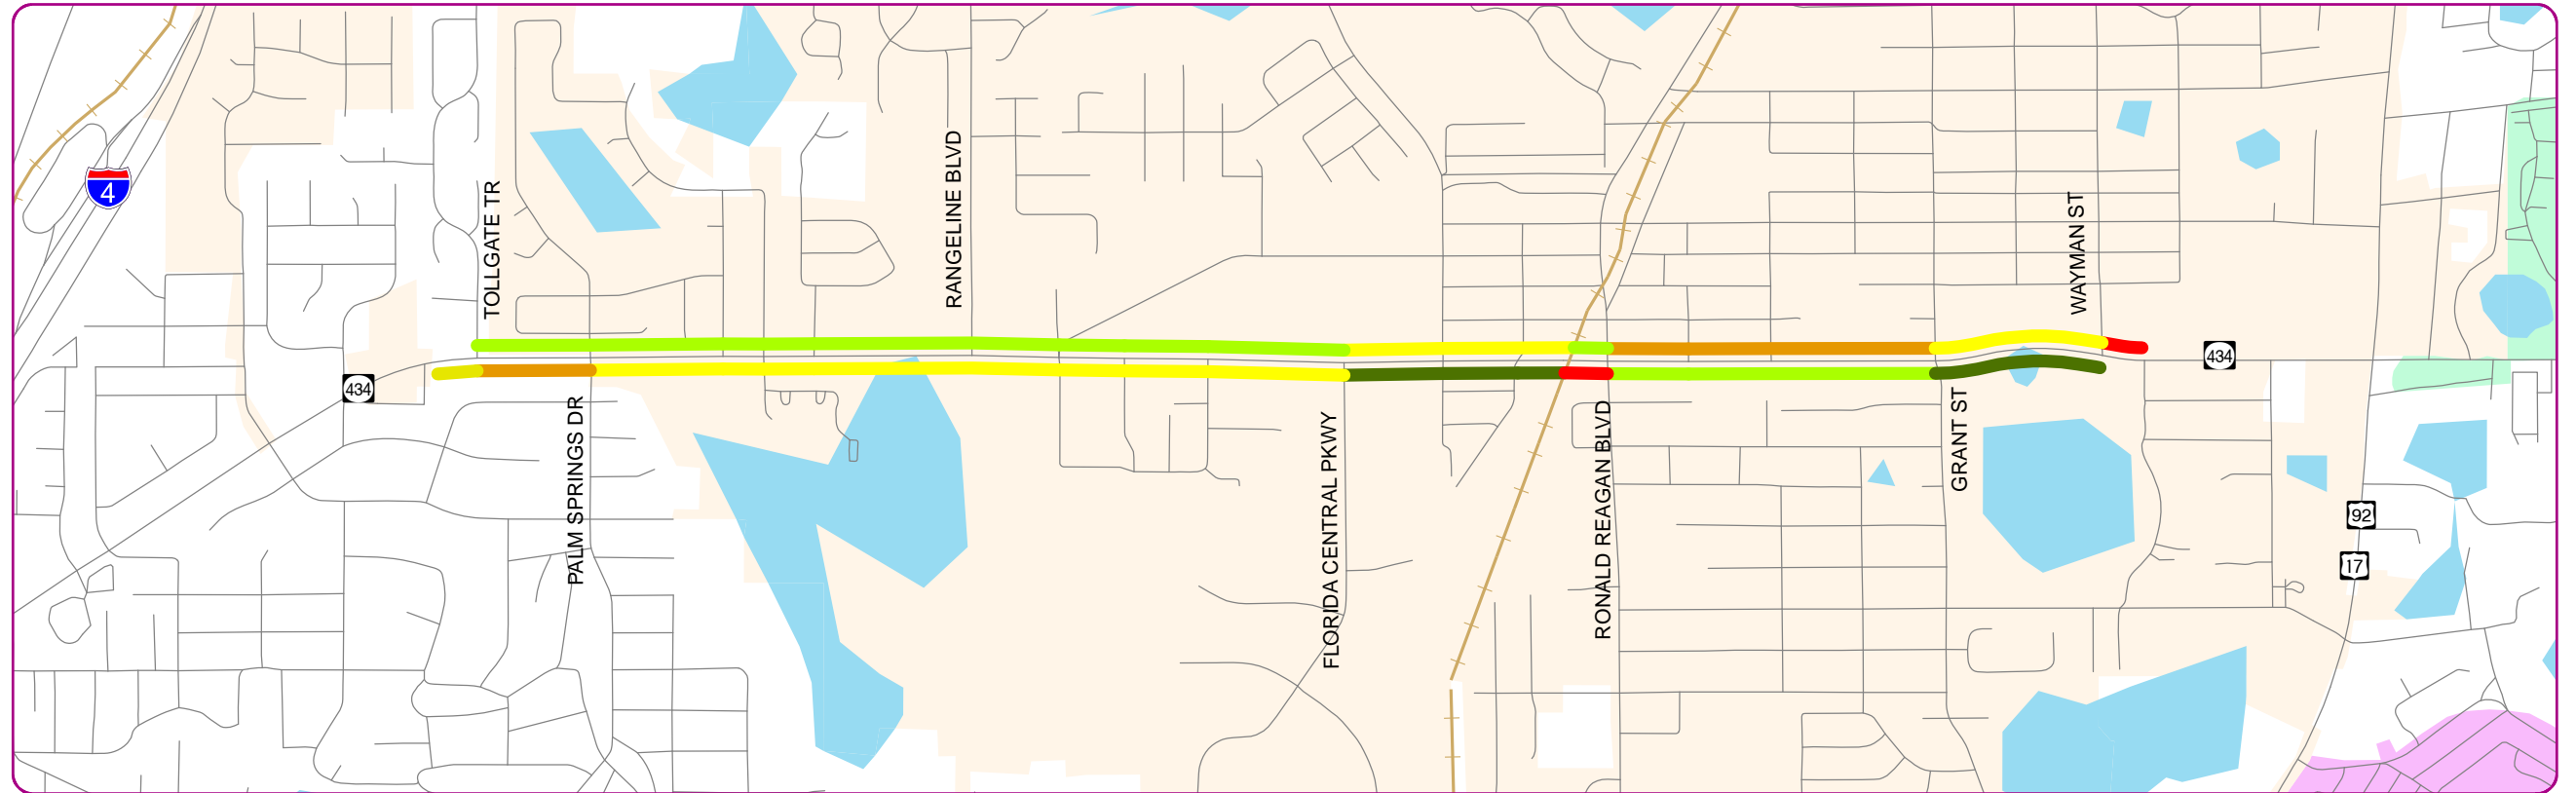 4
TOLLGATE TR
RANGELINE BLVD
WAYMAN ST
434
434
PALM SPRINGS DR
FLORIDA CENTRAL PKWY
RONALD REAGAN BLVD
GRANT ST
92
17